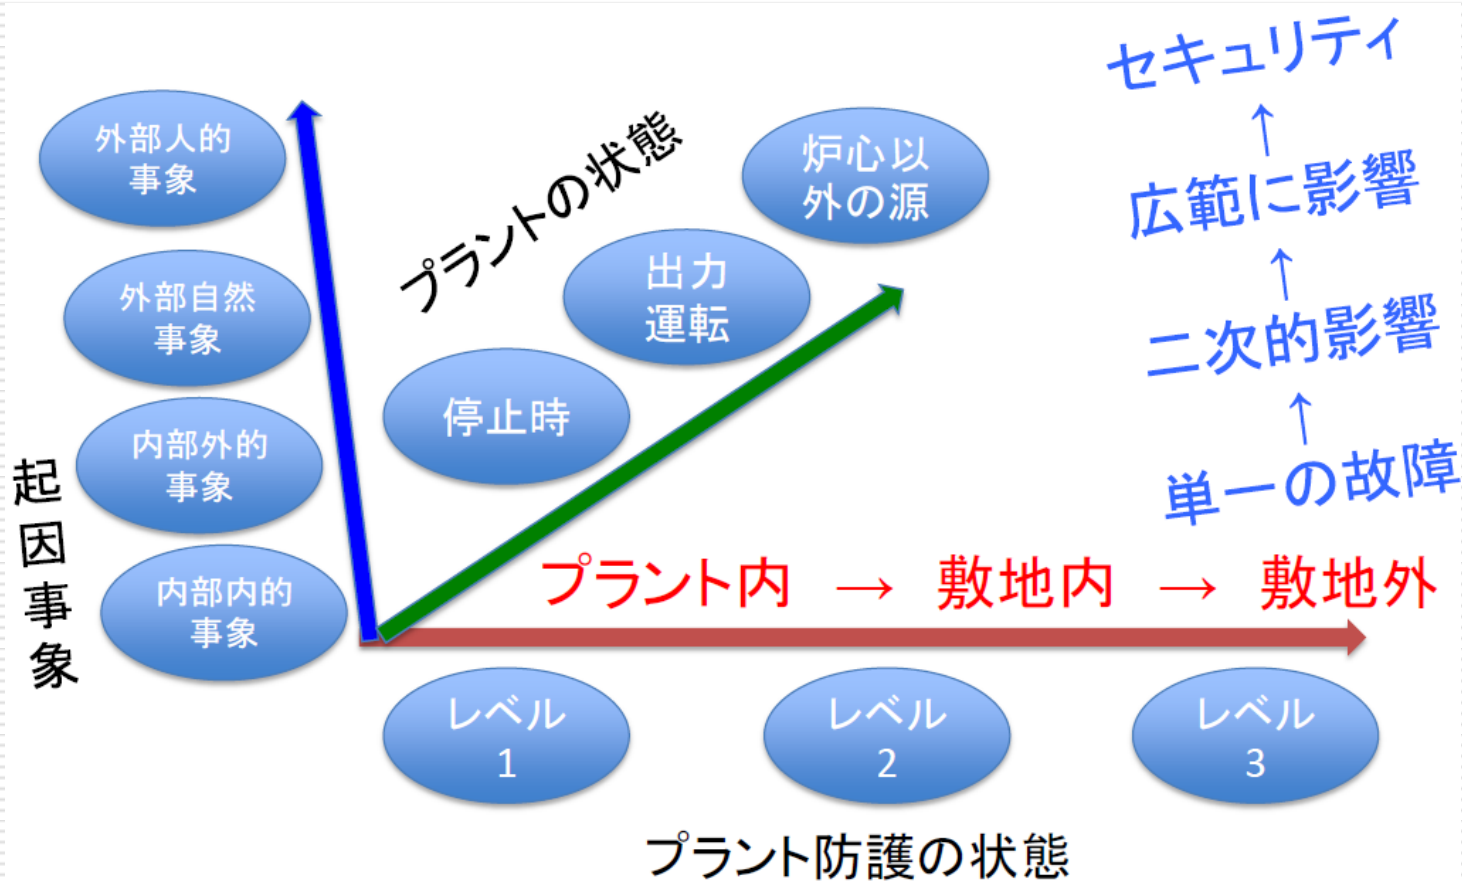 セキュリティ
↑
広範に影響
↑
二次的影響
↑
単一の故障
外部人的
事象
外部自然
事象
内部外的
事象
内部内的
事象
起
因
事
象
プラントの状態
炉心以
外の源
出力
運転
停止時
プラント内 → 敷地内 → 敷地外
レベル
1
レベル
2
レベル
3
プラント防護の状態